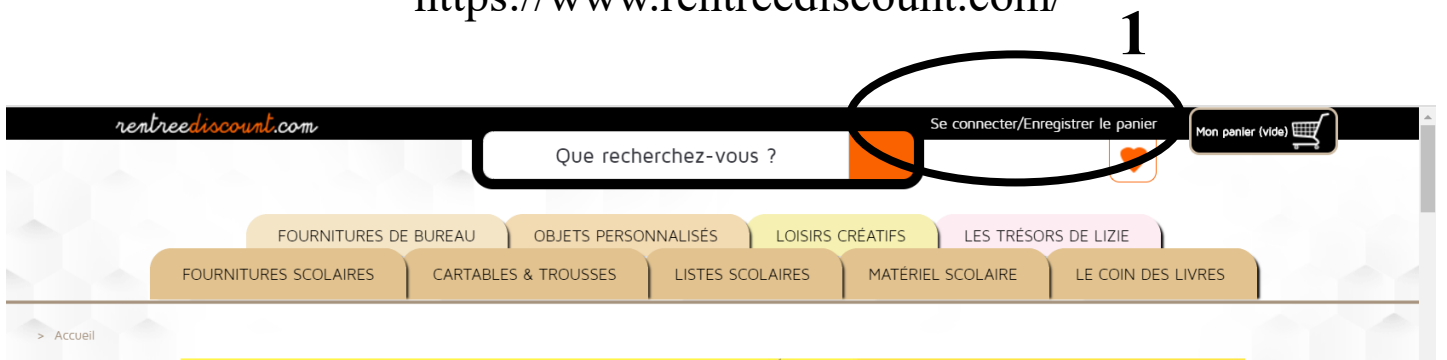 https://www.rentreediscount.com/
1
rentreediscount.com
Se connecter/Enregistrer le panier
Mon panier (vide)
Que recherchez-vous ?
FOURNITURES DE BUREAU
OBJETS PERSONNALISÉS
LOISIRS CRÉATIFS
LES TRÉSORS DE LIZIE
FOURNITURES SCOLAIRES
CARTABLES & TROUSSES
LISTES SCOLAIRES
MATÉRIEL SCOLAIRE
LE COIN DES LIVRES
> Accueil